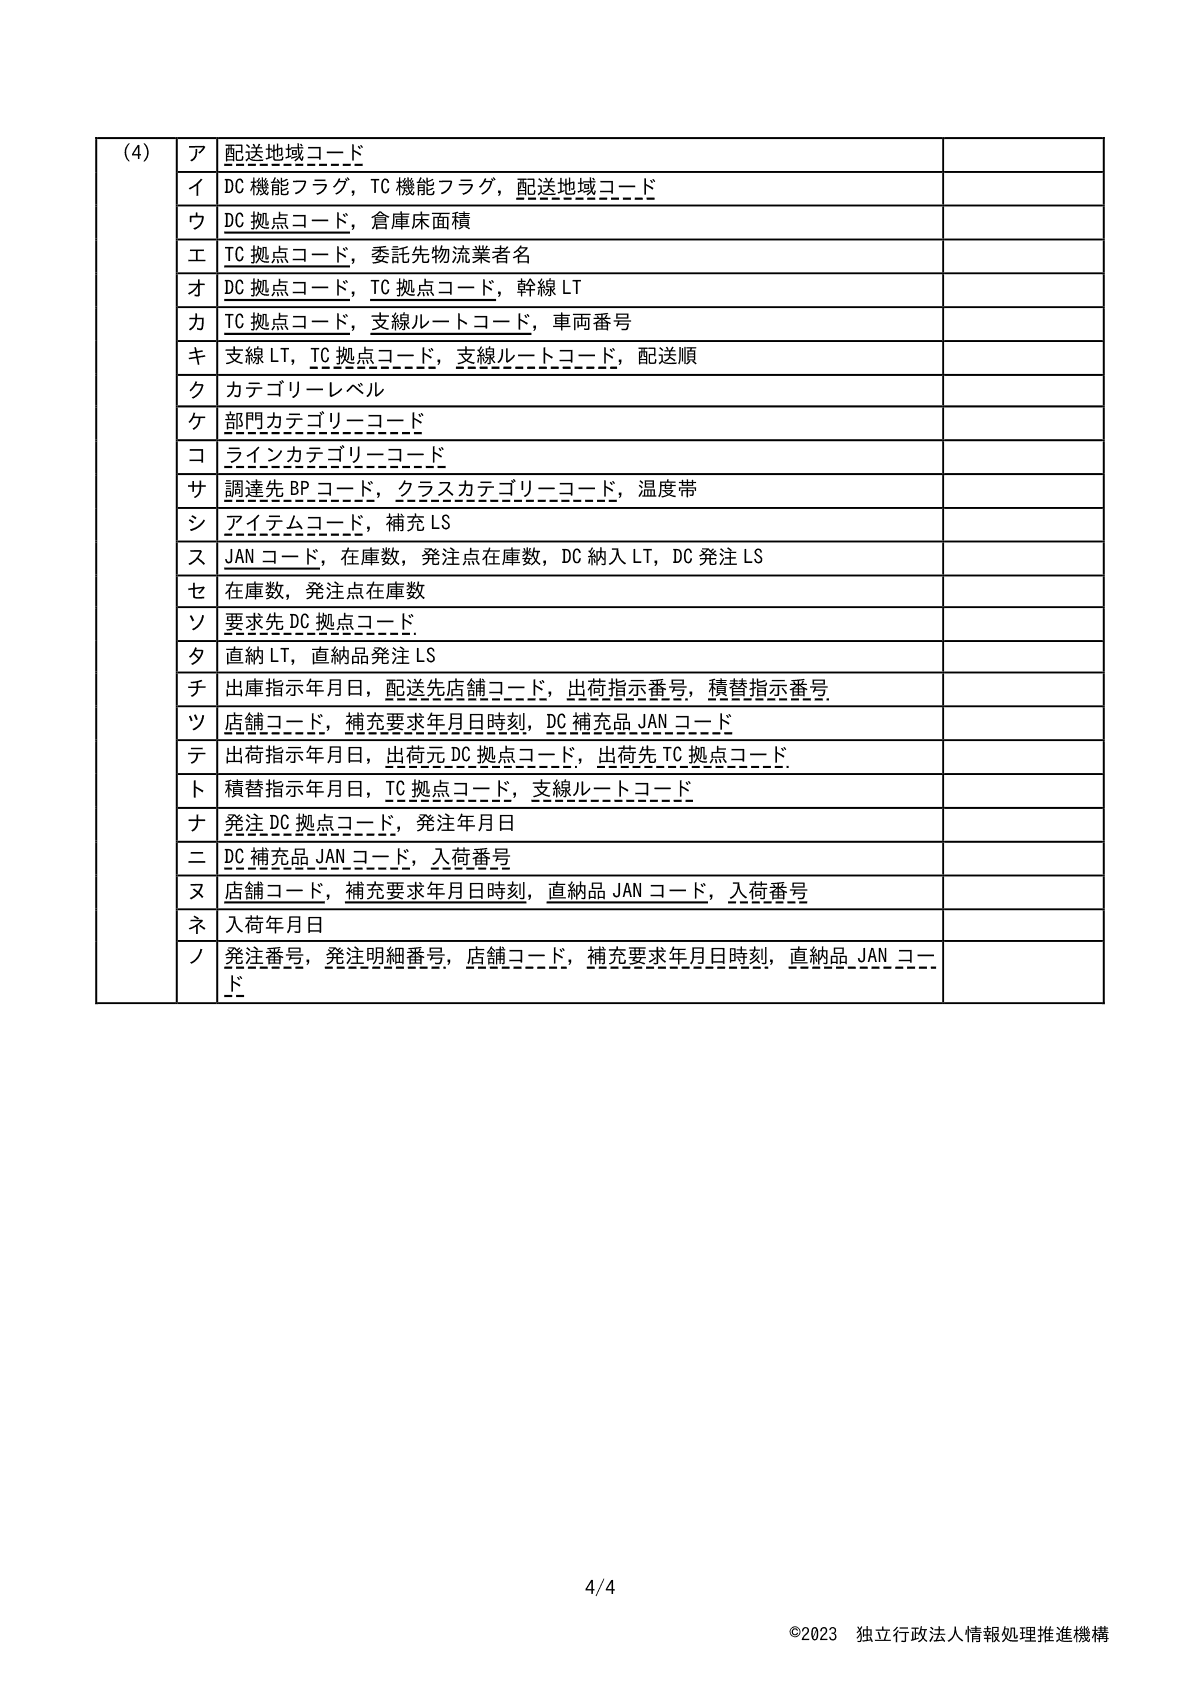 (4) ア 配送地域コード
イ DC 機能フラグ，TC 機能フラグ，配送地域コード
ウ DC 拠点コード，倉庫床面積
エ TC 拠点コード，委託先物流業者名
オ DC 拠点コード，TC 拠点コード，幹線 LT
カ TC 拠点コード，支線ルートコード，車両番号
キ 支線 LT，TC 拠点コード，支線ルートコード，配送順
ク カテゴリーレベル
ケ 部門カテゴリーコード
コ ラインカテゴリーコード
サ 調達先 BP コード，クラスカテゴリーコード，温度帯
シ アイテムコード，補充 LS
ス JAN コード，在庫数，発注点在庫数，DC 納入 LT，DC 発注 LS
セ 在庫数，発注点在庫数
ソ 要求先 DC 拠点コード
タ 直納 LT，直納品発注 LS
チ 出庫指示年月日，配送先店舗コード，出荷指示番号，積替指示番号
ツ 店舗コード，補充要求年月日時刻，DC 補充品 JAN コード
テ 出荷指示年月日，出荷元 DC 拠点コード，出荷先 TC 拠点コード
ト 積替指示年月日，TC 拠点コード，支線ルートコード
ナ 発注 DC 拠点コード，発注年月日
ニ DC 補充品 JAN コード，入荷番号
ヌ 店舗コード，補充要求年月日時刻，直納品 JAN コード，入荷番号
ネ 入荷年月日
ノ 発注番号，発注明細番号，店舗コード，補充要求年月日時刻，直納品 JAN コー
ド
4/4
©2023 独立行政法人情報処理推進機構